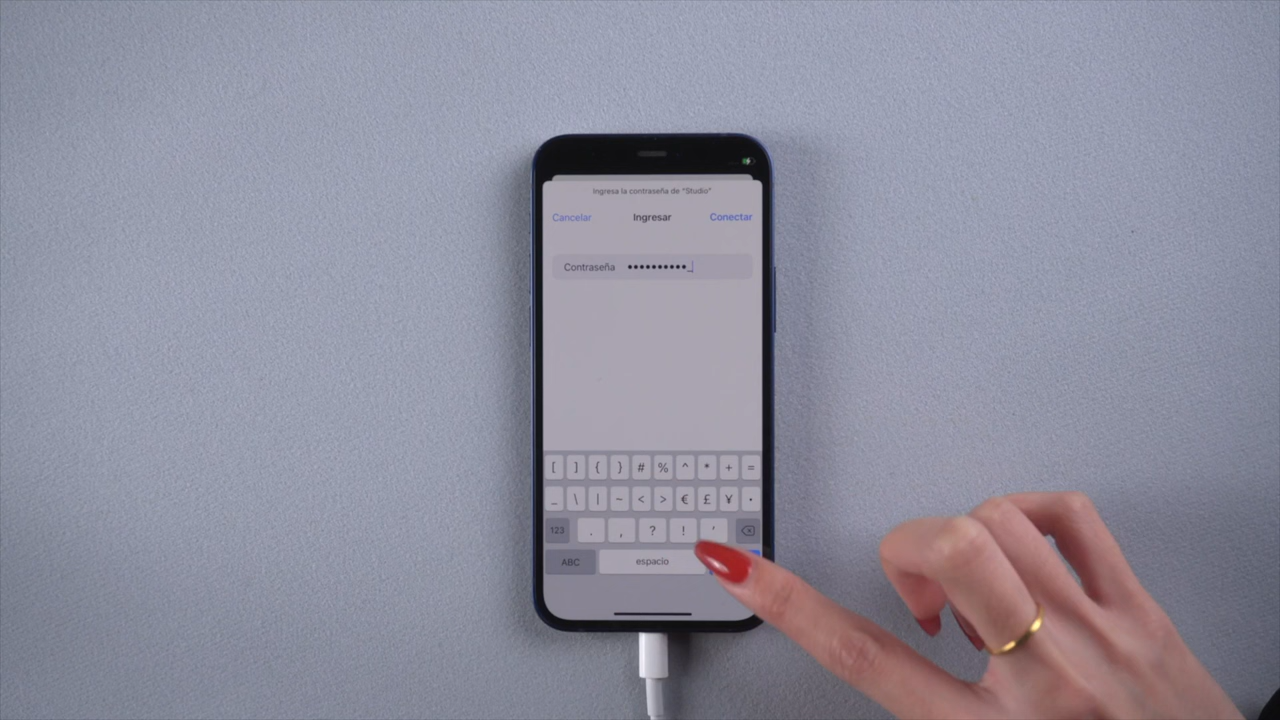 Ingresa la contraseña de "Studio"
Cancelar Ingresar Conectar
Contraseña ••••••••••_
[ ] { } # % ^ * + =
_ \ | ~ < > € £ ¥ •
123 . , ? ! '
ABC espacio